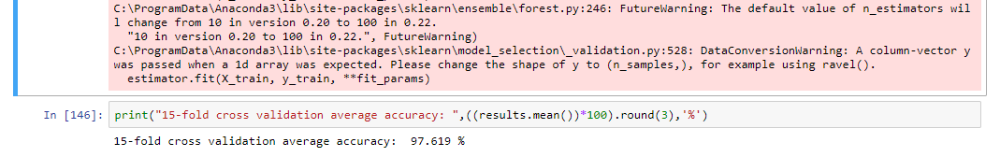 C:\ProgramData\Anaconda3\lib\site-packages\sklearn\ensemble\forest.py:246: FutureWarning: The default value of n_estimators wil
l change from 10 in version 0.20 to 100 in 0.22.
  "10 in version 0.20 to 100 in 0.22.", FutureWarning)
C:\ProgramData\Anaconda3\lib\site-packages\sklearn\model_selection\_validation.py:528: DataConversionWarning: A column-vector y
was passed when a 1d array was expected. Please change the shape of y to (n_samples,), for example using ravel().
  estimator.fit(X_train, y_train, **fit_params)
In [146]: print("15-fold cross validation average accuracy: ",((results.mean())*100).round(3),'%')
15-fold cross validation average accuracy:  97.619 %